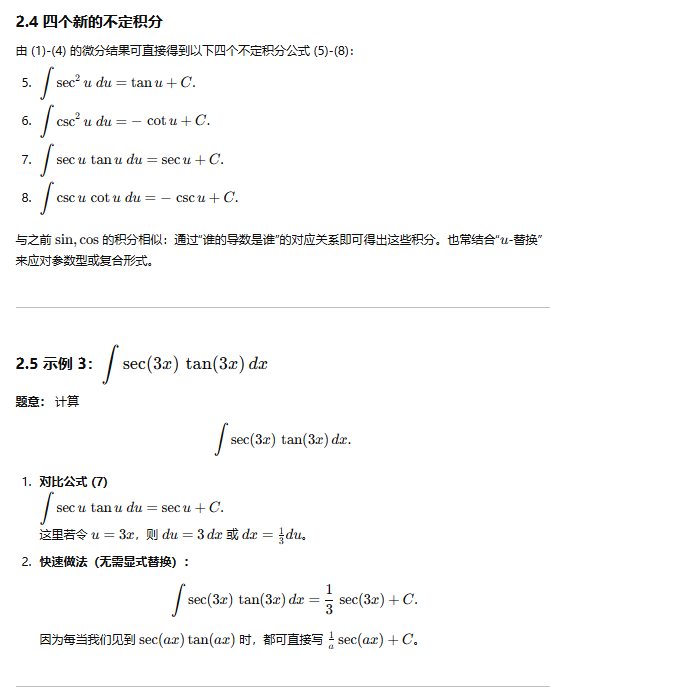 2.4 四个新的不定积分
由 (1)-(4) 的微分结果可直接得到以下四个不定积分公式 (5)-(8)：
5. ∫ sec² u du = tan u + C.
6. ∫ csc² u du = − cot u + C.
7. ∫ sec u tan u du = sec u + C.
8. ∫ csc u cot u du = − csc u + C.
与之前 sin, cos 的积分相似：通过“谁的导数是谁”的对应关系即可得出这些积分。也常结合“u-替换”
来应对参数型或复合形式。
2.5 示例 3： ∫ sec(3x) tan(3x) dx
题意： 计算
∫ sec(3x) tan(3x) dx.
1. 对比公式 (7)
∫ sec u tan u du = sec u + C.
这里若令 u = 3x，则 du = 3 dx 或 dx = 1/3 du。
2. 快速做法（无需显式替换）：
∫ sec(3x) tan(3x) dx = 1/3 sec(3x) + C.
因为每当我们见到 sec(ax) tan(ax) 时，都可直接写 1/a sec(ax) + C。